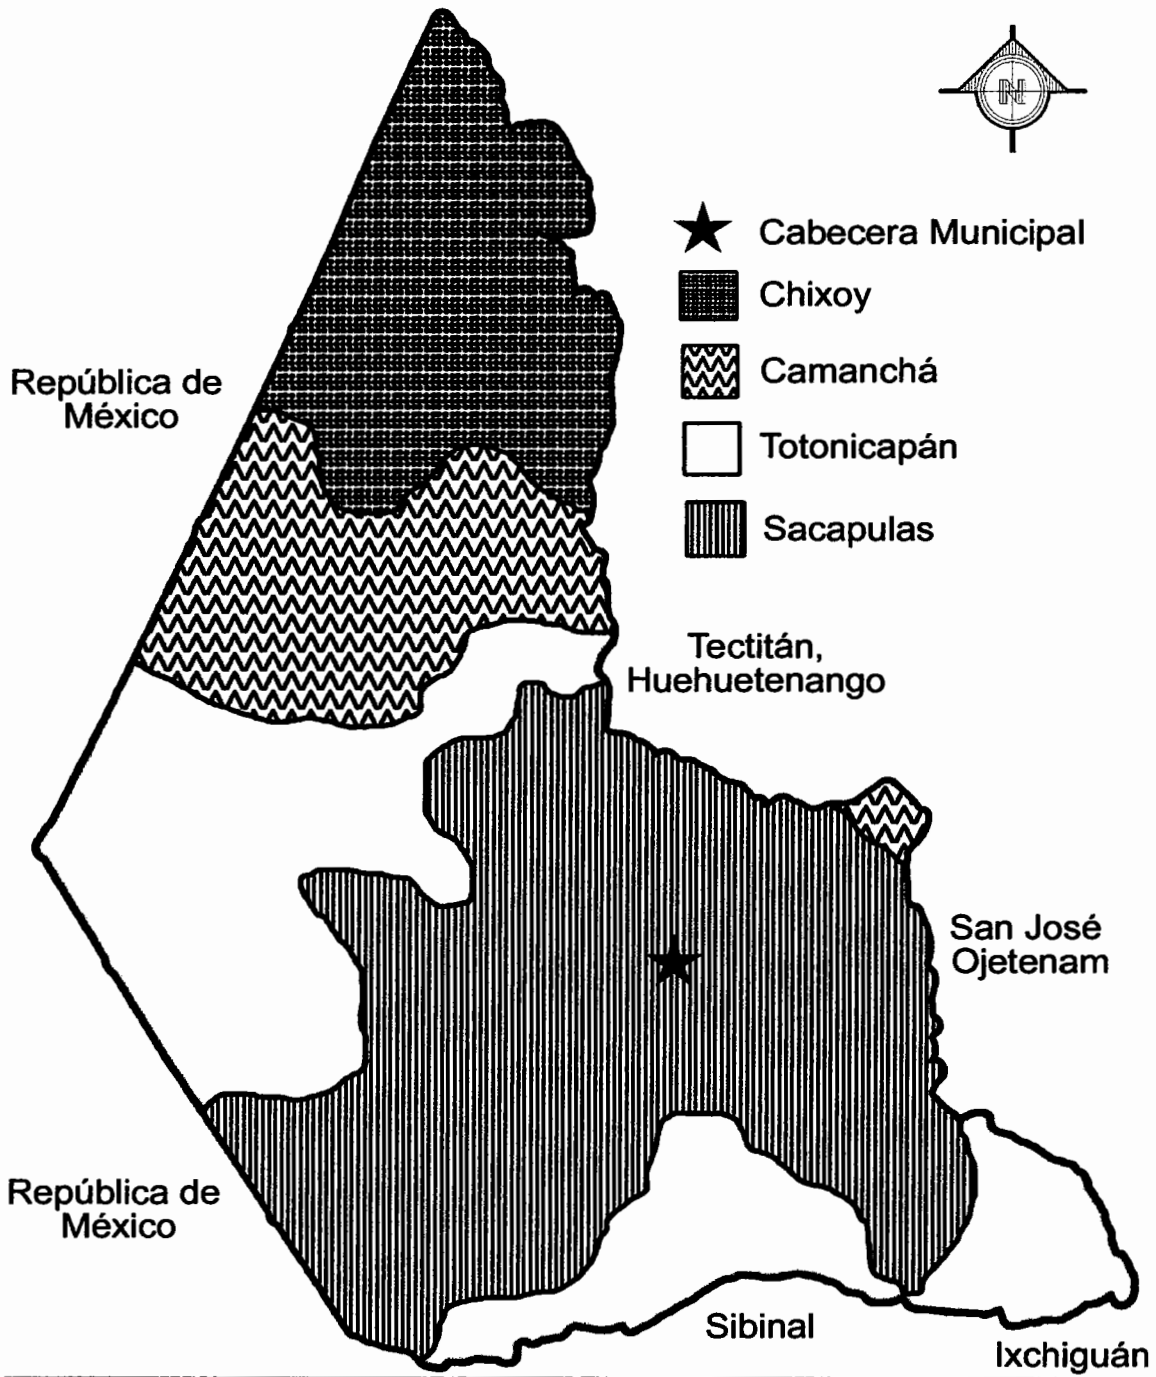 N
Cabecera Municipal
Chixoy
República de
México
Camanchá
Totonicapán
Sacapulas
Tectitán,
Huehuetenango
San José
Ojetenam
República de
México
Sibinal
Ixchiguán